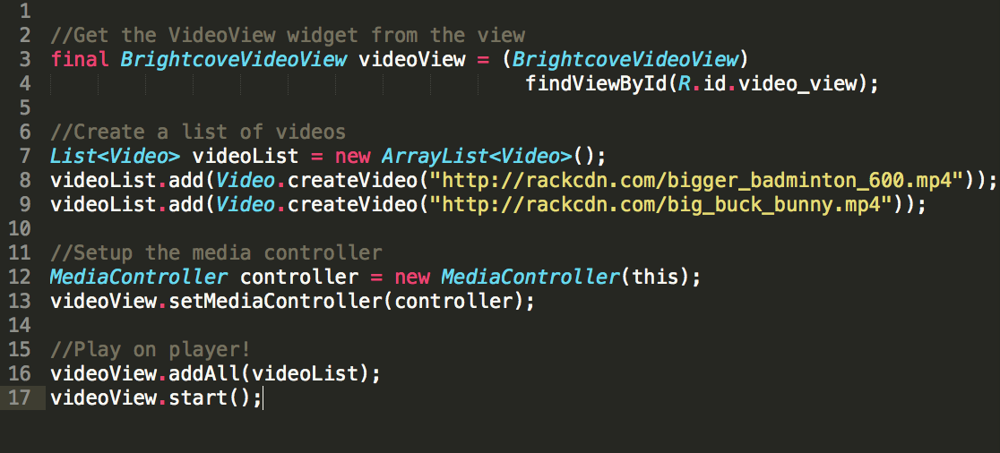 1
2 //Get the VideoView widget from the view
3 final BrightcoveVideoView videoView = (BrightcoveVideoView)
4                                         findViewById(R.id.video_view);
5
6 //Create a list of videos
7 List<Video> videoList = new ArrayList<Video>();
8 videoList.add(Video.createVideo("http://rackcdn.com/bigger_badminton_600.mp4"));
9 videoList.add(Video.createVideo("http://rackcdn.com/big_buck_bunny.mp4"));
10
11 //Setup the media controller
12 MediaController controller = new MediaController(this);
13 videoView.setMediaController(controller);
14
15 //Play on player!
16 videoView.addAll(videoList);
17 videoView.start();